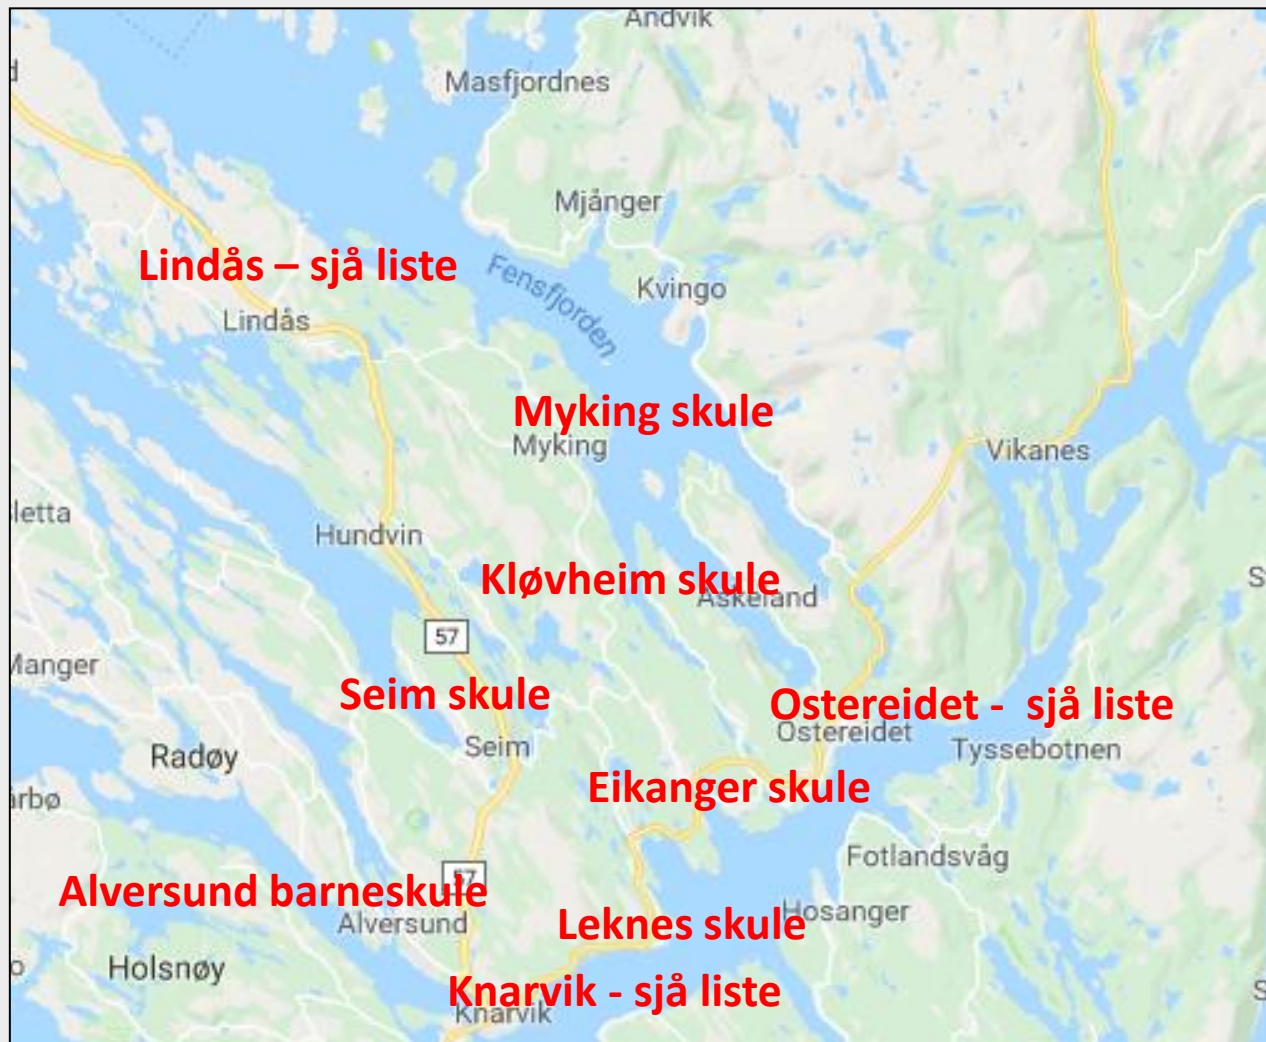 Andvik
Masfjordnes
Mjånger
Lindås – sjå liste
Fensfjorden
Kvingo
Lindås
Myking skule
Myking
Vikanes
letta
Hundvin
Kløvheim skule
Askeland
57
Manger
Seim skule
Ostereidet - sjå liste
Ostereidet
Seim
Tyssebotnen
Radøy
Eikanger skule
årbø
Fotlandsvåg
57
Alversund barneskule
Alversund
Hosanger
Leknes skule
Holsnøy
Knarvik - sjå liste
Knarvik